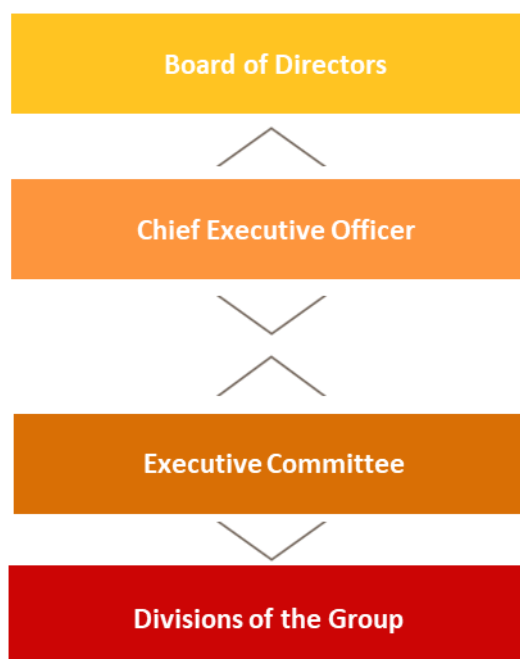 Board of Directors
Chief Executive Officer
Executive Committee
Divisions of the Group